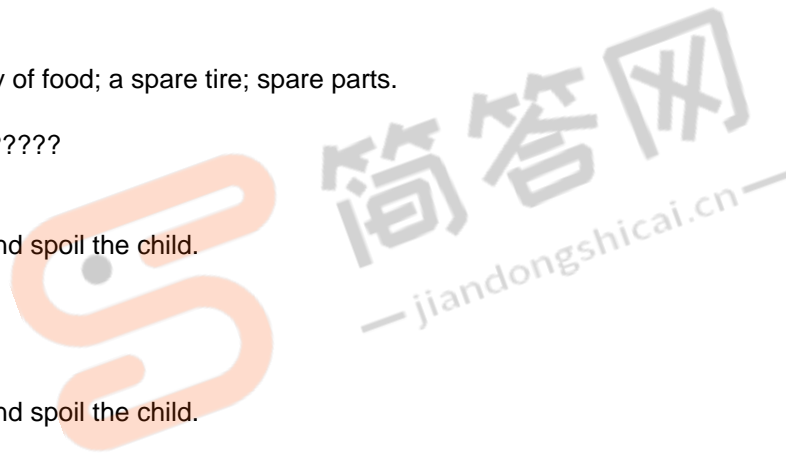 of food; a spare tire; spare parts.
?????
nd spoil the child.
简答网
jiandongshicai.cn
nd spoil the child.